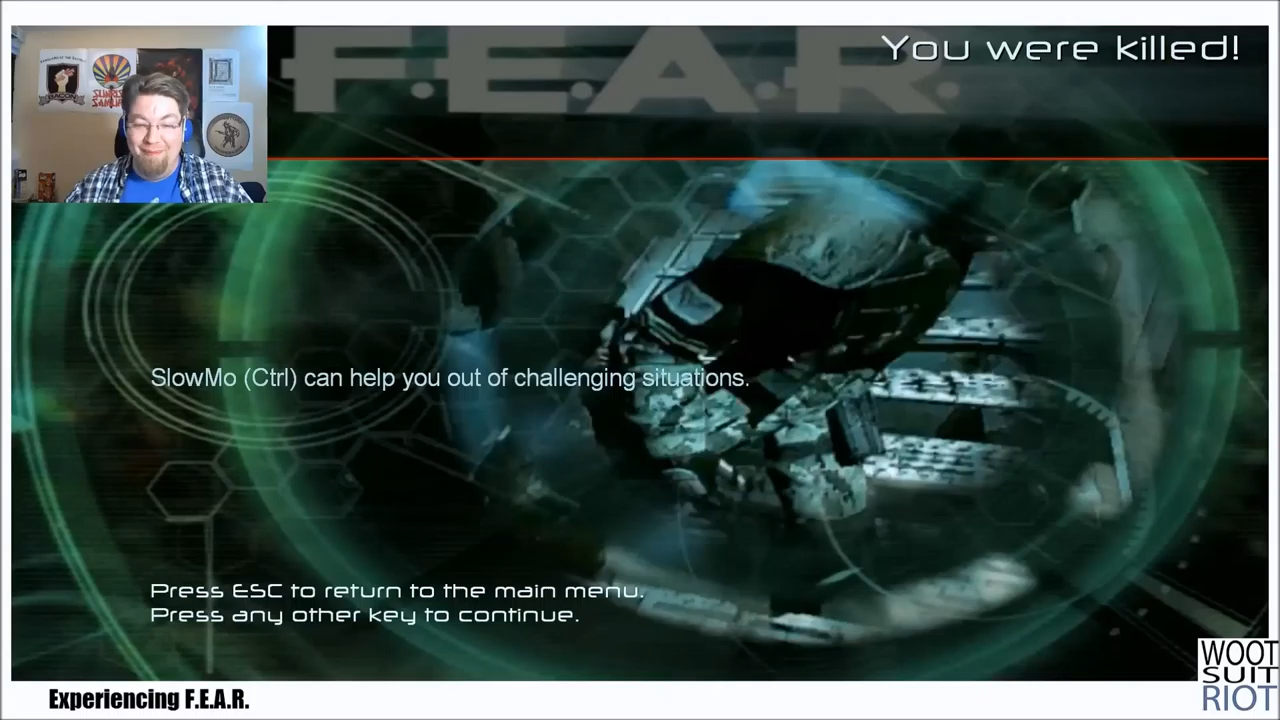 F.E.A.R.
You were killed!
SlowMo (Ctrl) can help you out of challenging situations.
Press ESC to return to the main menu.
Press any other key to continue.
Experiencing F.E.A.R.
WOOT
SUIT
RIOT